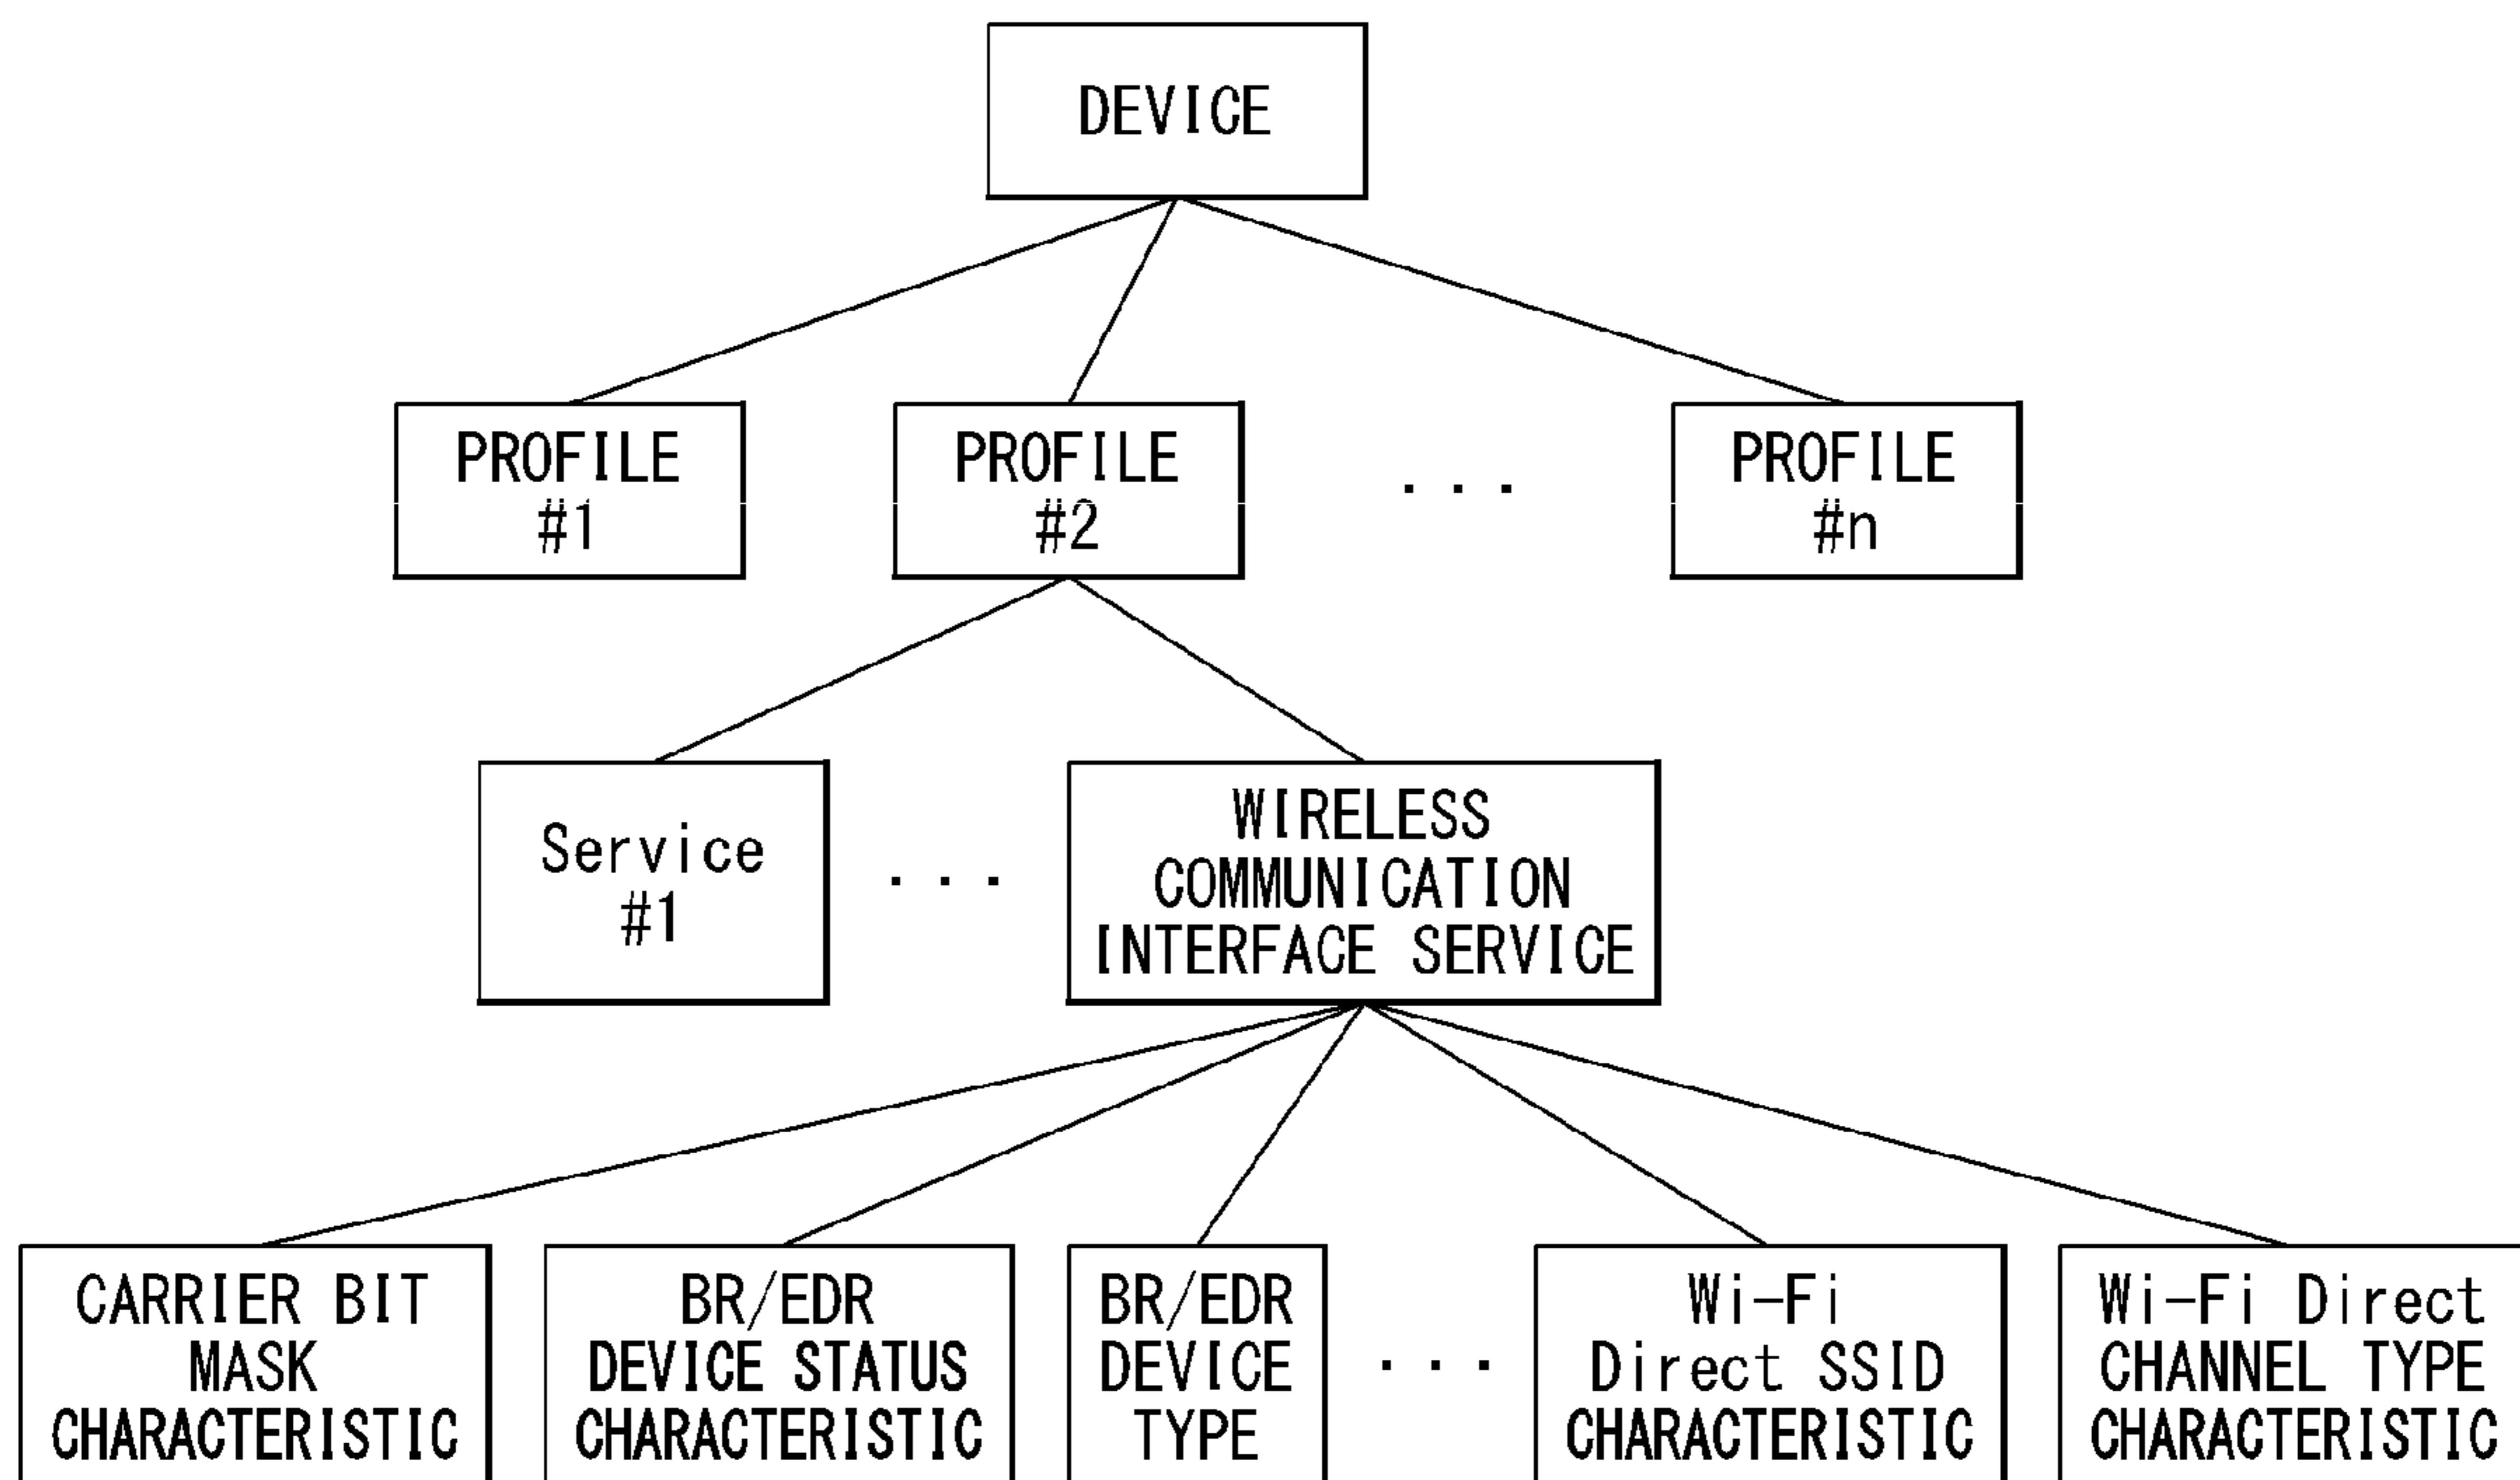 DEVICE
PROFILE
#1
PROFILE
#2
...
PROFILE
#n
Service
#1
...
WIRELESS
COMMUNICATION
INTERFACE SERVICE
CARRIER BIT
MASK
CHARACTERISTIC
BR/EDR
DEVICE STATUS
CHARACTERISTIC
BR/EDR
DEVICE
TYPE
...
Wi-Fi
Direct SSID
CHARACTERISTIC
Wi-Fi Direct
CHANNEL TYPE
CHARACTERISTIC